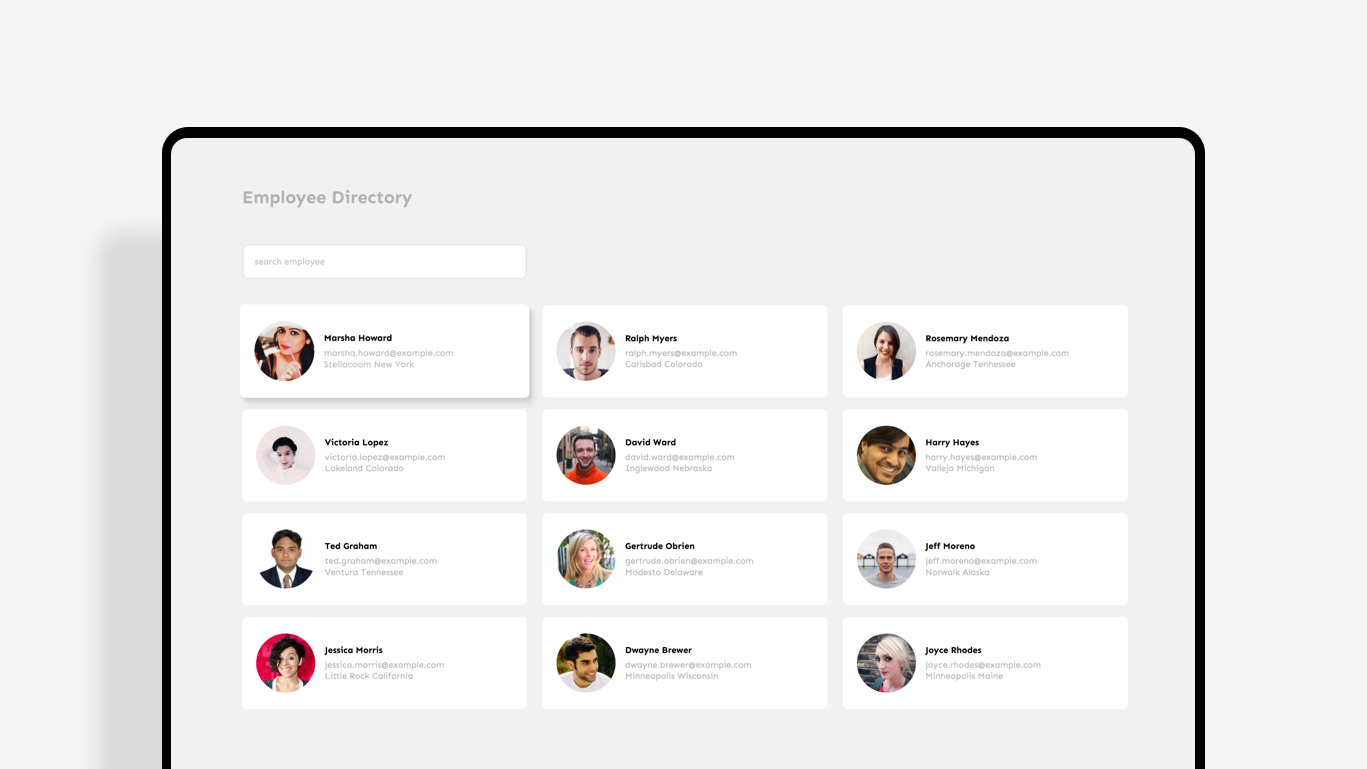 Employee Directory
search employee
Marsha Howard
marsha.howard@example.com
Steilacoom New York
Ralph Myers
ralph.myers@example.com
Carlsbad Colorado
Rosemary Mendoza
rosemary.mendoza@example.com
Anchorage Tennessee
Victoria Lopez
victoria.lopez@example.com
Lakeland Colorado
David Ward
david.ward@example.com
Inglewood Nebraska
Harry Hayes
harry.hayes@example.com
Vallejo Michigan
Ted Graham
ted.graham@example.com
Ventura Tennessee
Gertrude Obrien
gertrude.obrien@example.com
Modesto Delaware
Jeff Moreno
jeff.moreno@example.com
Norwalk Alaska
Jessica Morris
jessica.morris@example.com
Little Rock California
Dwayne Brewer
dwayne.brewer@example.com
Minneapolis Wisconsin
Joyce Rhodes
joyce.rhodes@example.com
Minneapolis Maine